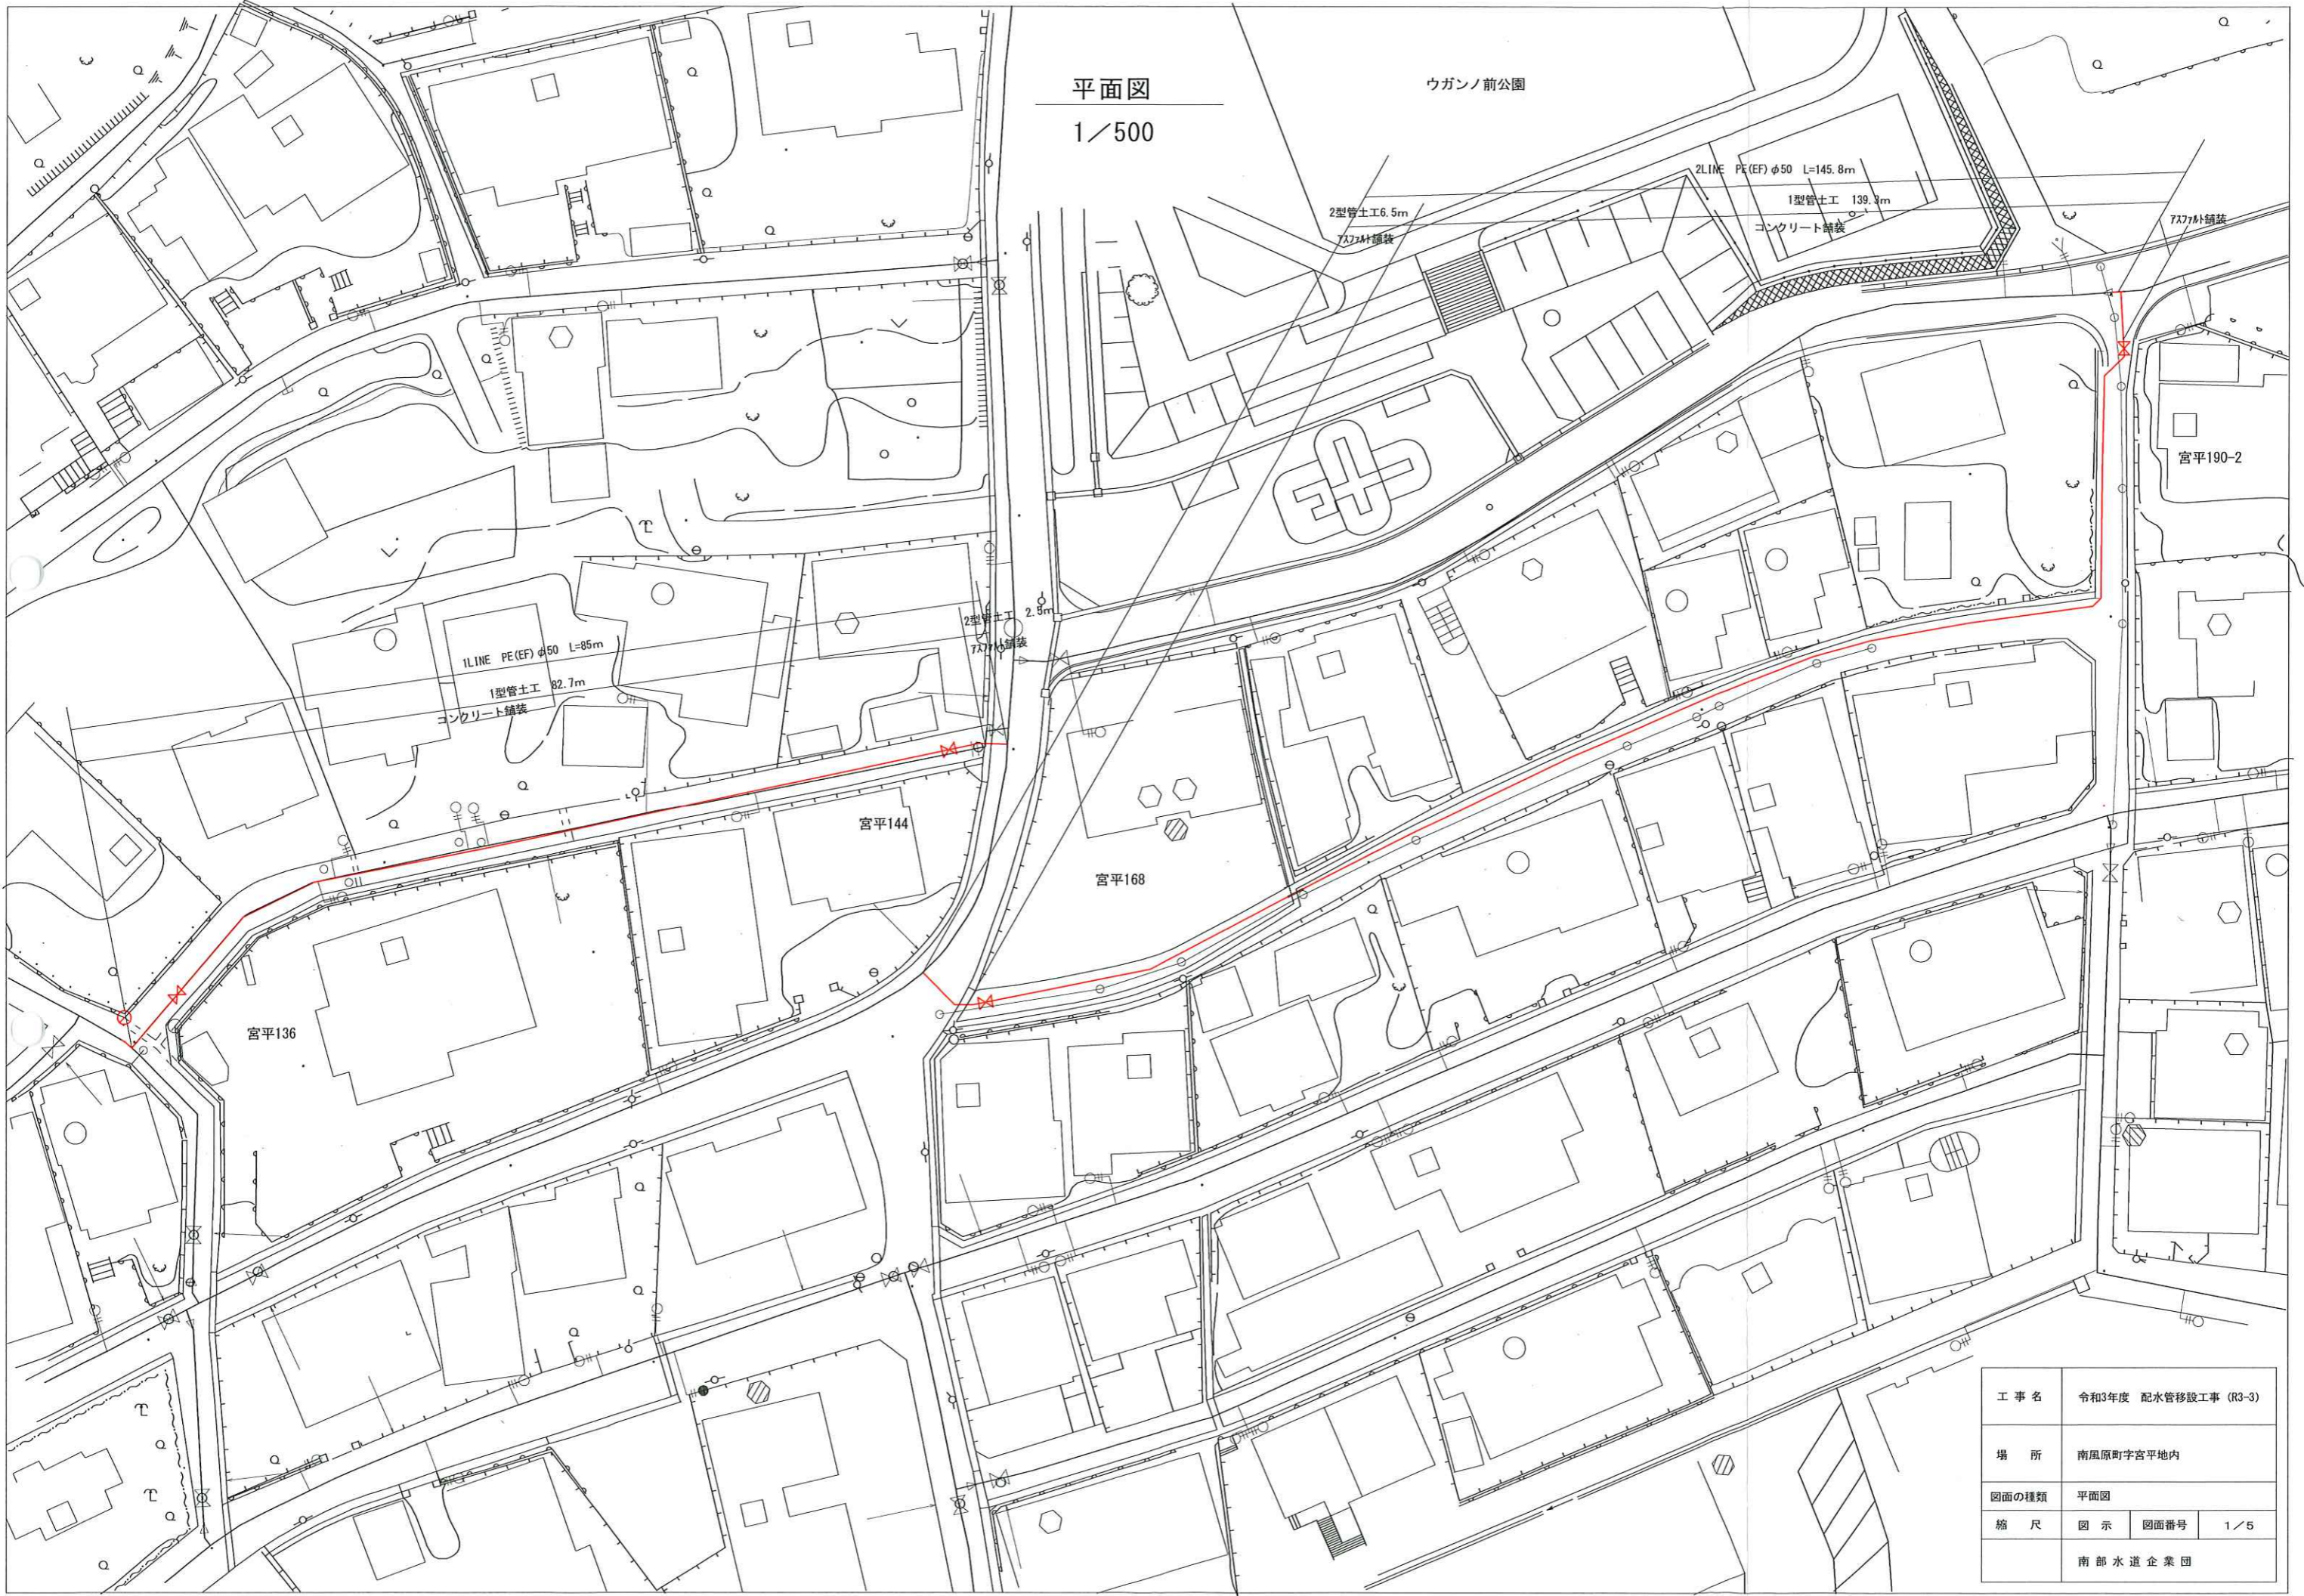 平面図
1／500
ウガンノ前公園
2LINE PE(EF)φ50 L=145.8m
2型管土工6.5m
アスファルト舗装
1型管土工 139.3m
コンクリート舗装
アスファルト舗装
宮平190-2
2型管土工 2.5m
アスファルト舗装
1LINE PE(EF)φ50 L=85m
1型管土工 82.7m
コンクリート舗装
宮平144
宮平168
宮平136
工事名 令和3年度 配水管移設工事 (R3-3)
場所 南風原町字宮平地内
図面の種類 平面図
縮尺 図示 図面番号 1／5
南部水道企業団